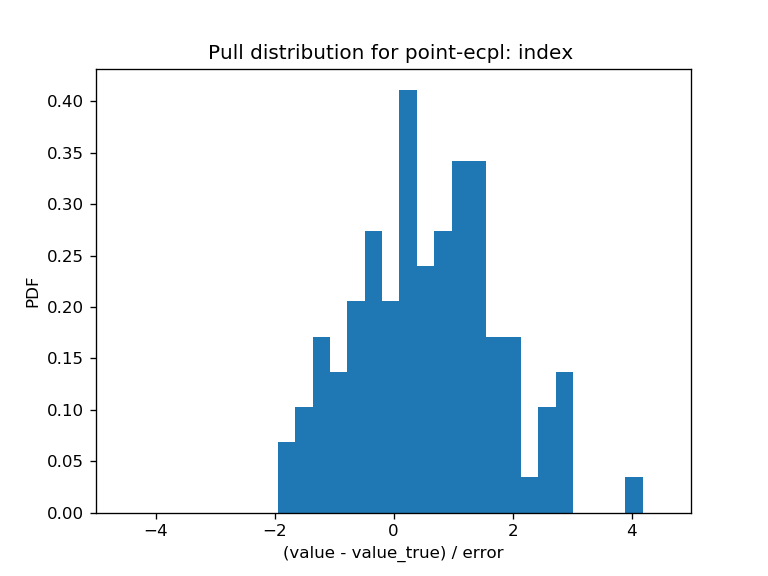 Pull distribution for point-ecpl: index
0.40
0.35
0.30
0.25
0.20
0.15
0.10
0.05
0.00
PDF
−4 −2 0 2 4
(value - value_true) / error